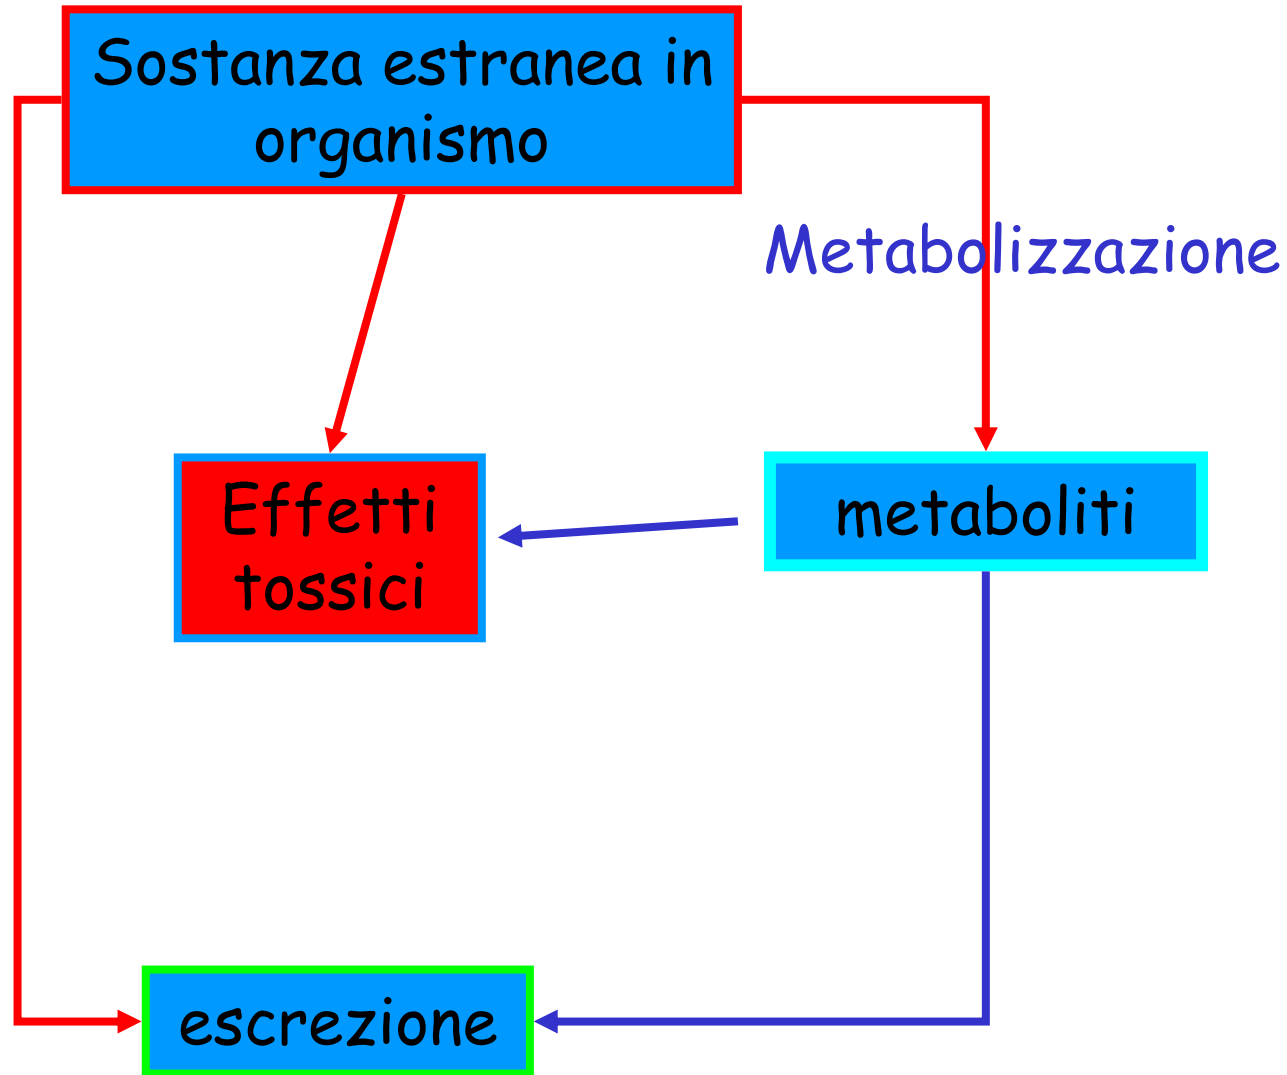 Sostanza estranea in
organismo
Metabolizzazione
Effetti
tossici
metaboliti
escrezione